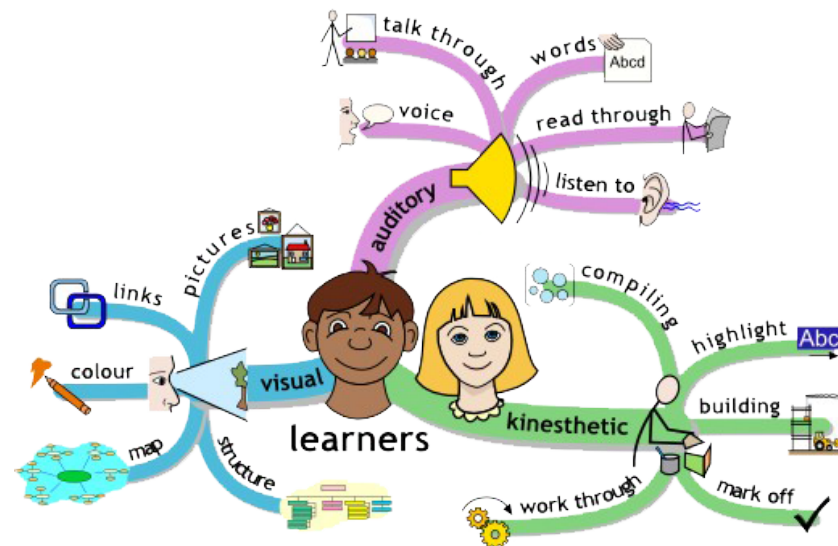 talk through
words
Abcd
voice
read through
listen to
auditory
pictures
links
colour
visual
map
structure
learners
compiling
highlight
Abc
building
kinesthetic
work through
mark off